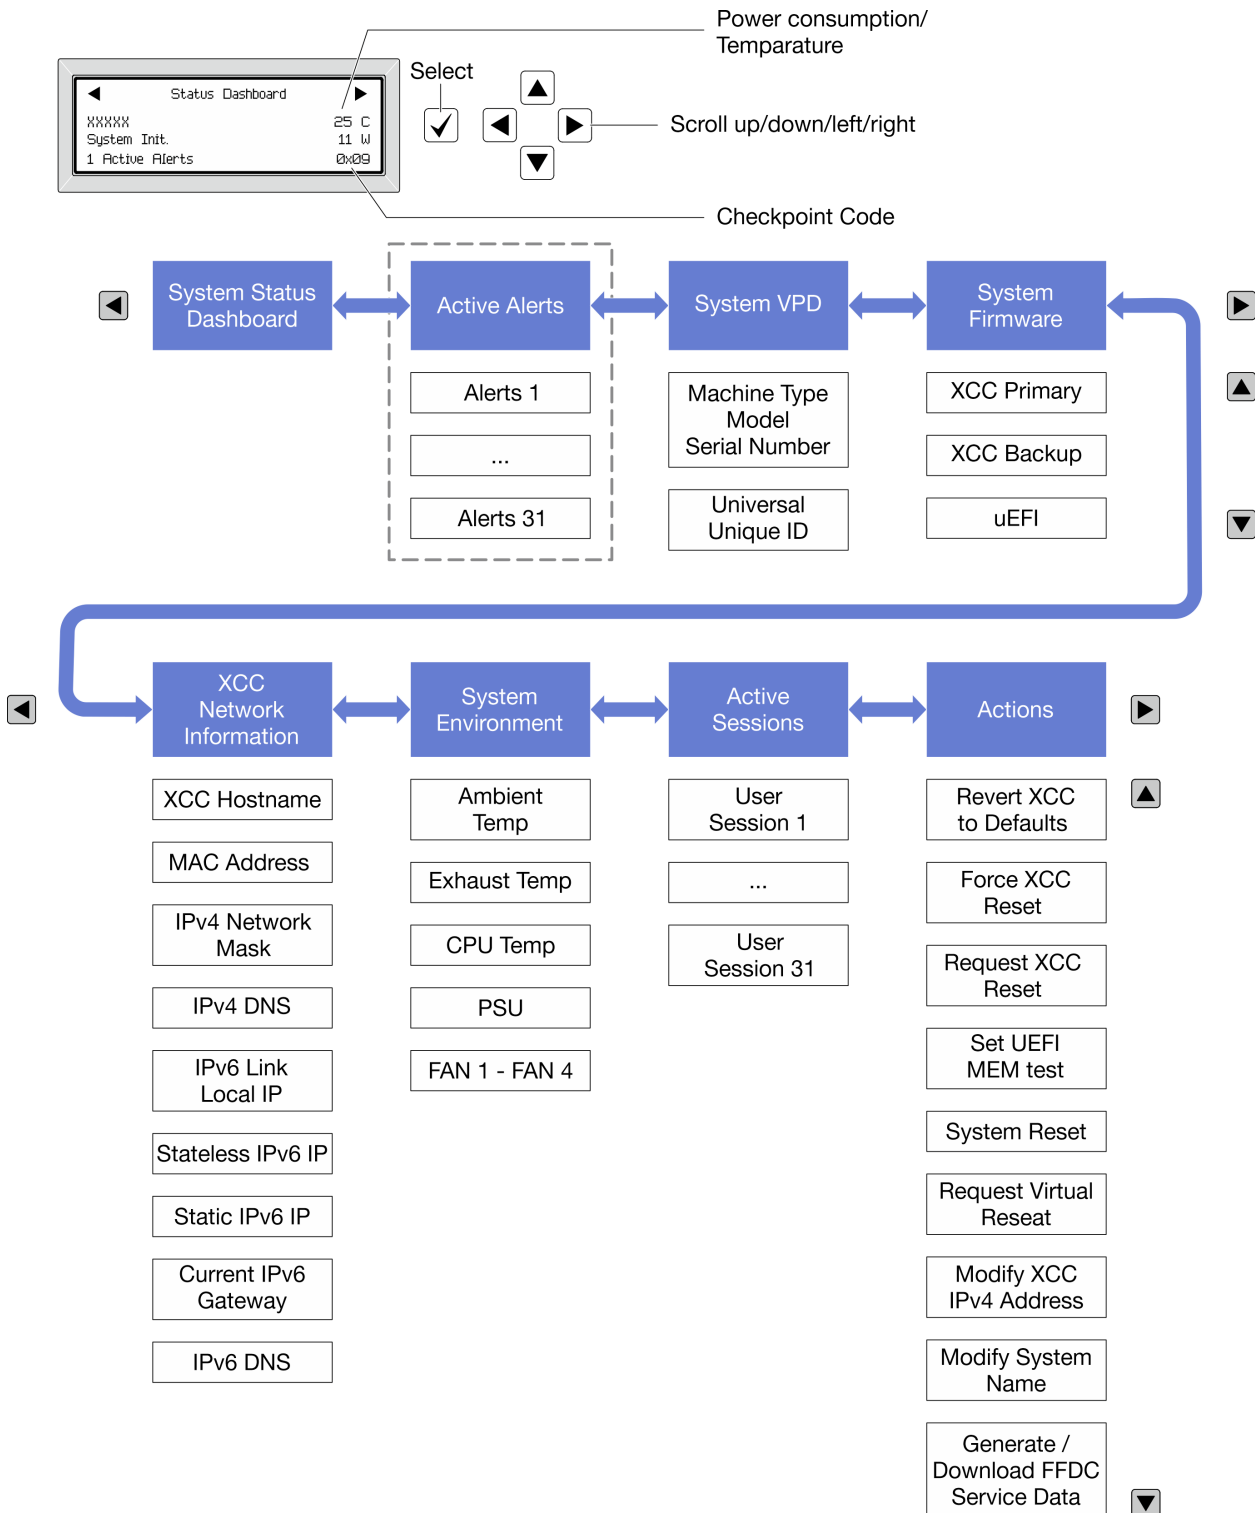 Power consumption/
Temparature
Select
Status Dashboard
XXXXX 25 C
System Init. 11 W
1 Active Alerts 0x09
Scroll up/down/left/right
Checkpoint Code
System Status
Dashboard
Active Alerts
System VPD
System
Firmware
Alerts 1
...
Alerts 31
Machine Type
Model
Serial Number
Universal
Unique ID
XCC Primary
XCC Backup
uEFI
XCC
Network
Information
System
Environment
Active
Sessions
Actions
XCC Hostname
MAC Address
IPv4 Network
Mask
IPv4 DNS
IPv6 Link
Local IP
Stateless IPv6 IP
Static IPv6 IP
Current IPv6
Gateway
IPv6 DNS
Ambient
Temp
Exhaust Temp
CPU Temp
PSU
FAN 1 - FAN 4
User
Session 1
...
User
Session 31
Revert XCC
to Defaults
Force XCC
Reset
Request XCC
Reset
Set UEFI
MEM test
System Reset
Request Virtual
Reseat
Modify XCC
IPv4 Address
Modify System
Name
Generate /
Download FFDC
Service Data